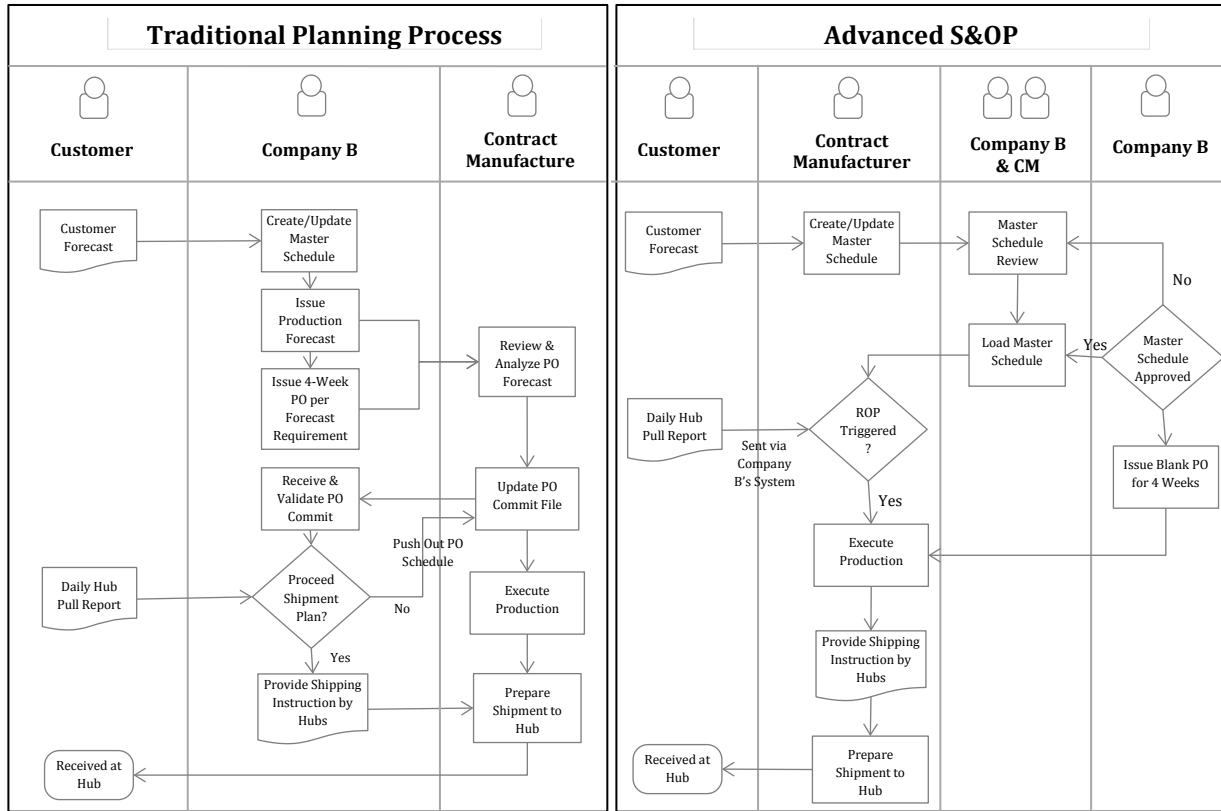 Traditional Planning Process
Customer
Company B
Contract
Manufacture
Customer
Forecast
Create/Update
Master
Schedule
Issue
Production
Forecast
Issue 4-Week
PO per
Forecast
Requirement
Review &
Analyze PO
Forecast
Receive &
Validate PO
Commit
Update PO
Commit File
Push Out PO
Schedule
Daily Hub
Pull Report
Proceed
Shipment
Plan?
No
Execute
Production
Yes
Provide Shipping
Instruction by
Hubs
Prepare
Shipment to
Hub
Received at
Hub
Advanced S&OP
Customer
Contract
Manufacturer
Company B
& CM
Company B
Customer
Forecast
Create/Update
Master
Schedule
Master
Schedule
Review
No
Load Master
Schedule
Yes
Master
Schedule
Approved
Daily Hub
Pull Report
Sent via
Company
B's System
ROP
Triggered
?
Yes
Issue Blank PO
for 4 Weeks
Execute
Production
Provide Shipping
Instruction by
Hubs
Prepare
Shipment to
Hub
Received at
Hub